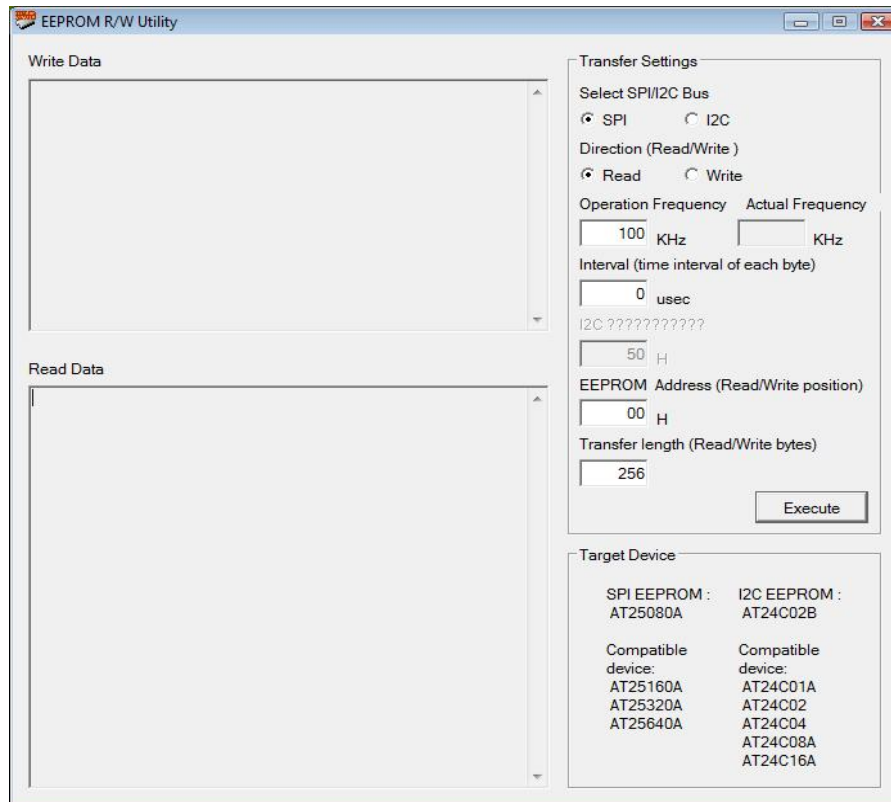 EEPROM R/W Utility
Write Data
Read Data
Transfer Settings
Select SPI/I2C Bus
SPI I2C
Direction (Read/Write )
Read Write
Operation Frequency Actual Frequency
100 KHz KHz
Interval (time interval of each byte)
0 usec
I2C ???????????
50 H
EEPROM Address (Read/Write position)
00 H
Transfer length (Read/Write bytes)
256
Execute
Target Device
SPI EEPROM : I2C EEPROM :
AT25080A AT24C02B
Compatible Compatible
device: device:
AT25160A AT24C01A
AT25320A AT24C02
AT25640A AT24C04
AT24C08A
AT24C16A